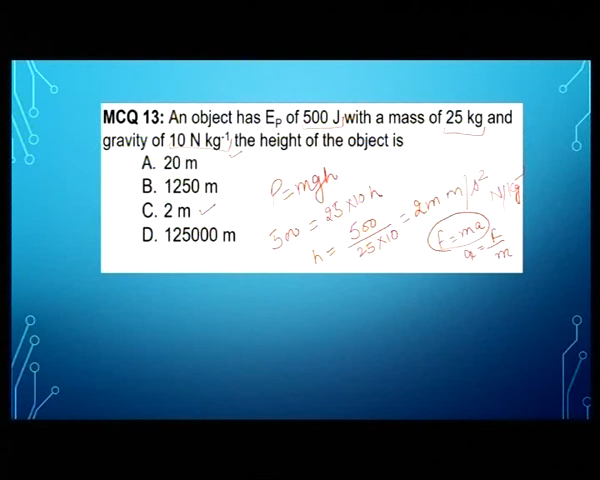 MCQ 13: An object has EP of 500 J with a mass of 25 kg and
gravity of 10 N kg-1, the height of the object is
A. 20 m
B. 1250 m
C. 2 m
D. 125000 m
P=mgh
500 = 25×10 h
h = 500/25×10 = 2m m/s2 N/kg
f=ma
a=f/m